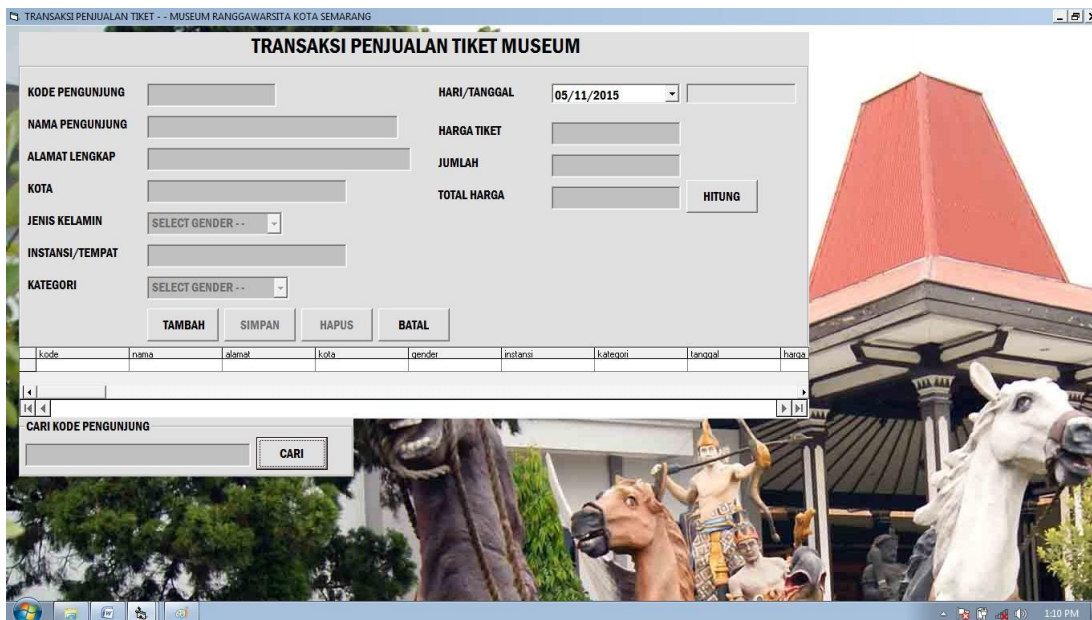 TRANSAKSI PENJUALAN TIKET - - MUSEUM RANGGAWARSITA KOTA SEMARANG
TRANSAKSI PENJUALAN TIKET MUSEUM
KODE PENGUNJUNG
NAMA PENGUNJUNG
ALAMAT LENGKAP
KOTA
JENIS KELAMIN SELECT GENDER - -
INSTANSI/TEMPAT
KATEGORI SELECT GENDER - -
HARI/TANGGAL 05/11/2015
HARGA TIKET
JUMLAH
TOTAL HARGA HITUNG
TAMBAH SIMPAN HAPUS BATAL
kode nama alamat kota gender instansi kategori tanggal harga
CARI KODE PENGUNJUNG
CARI
1:10 PM